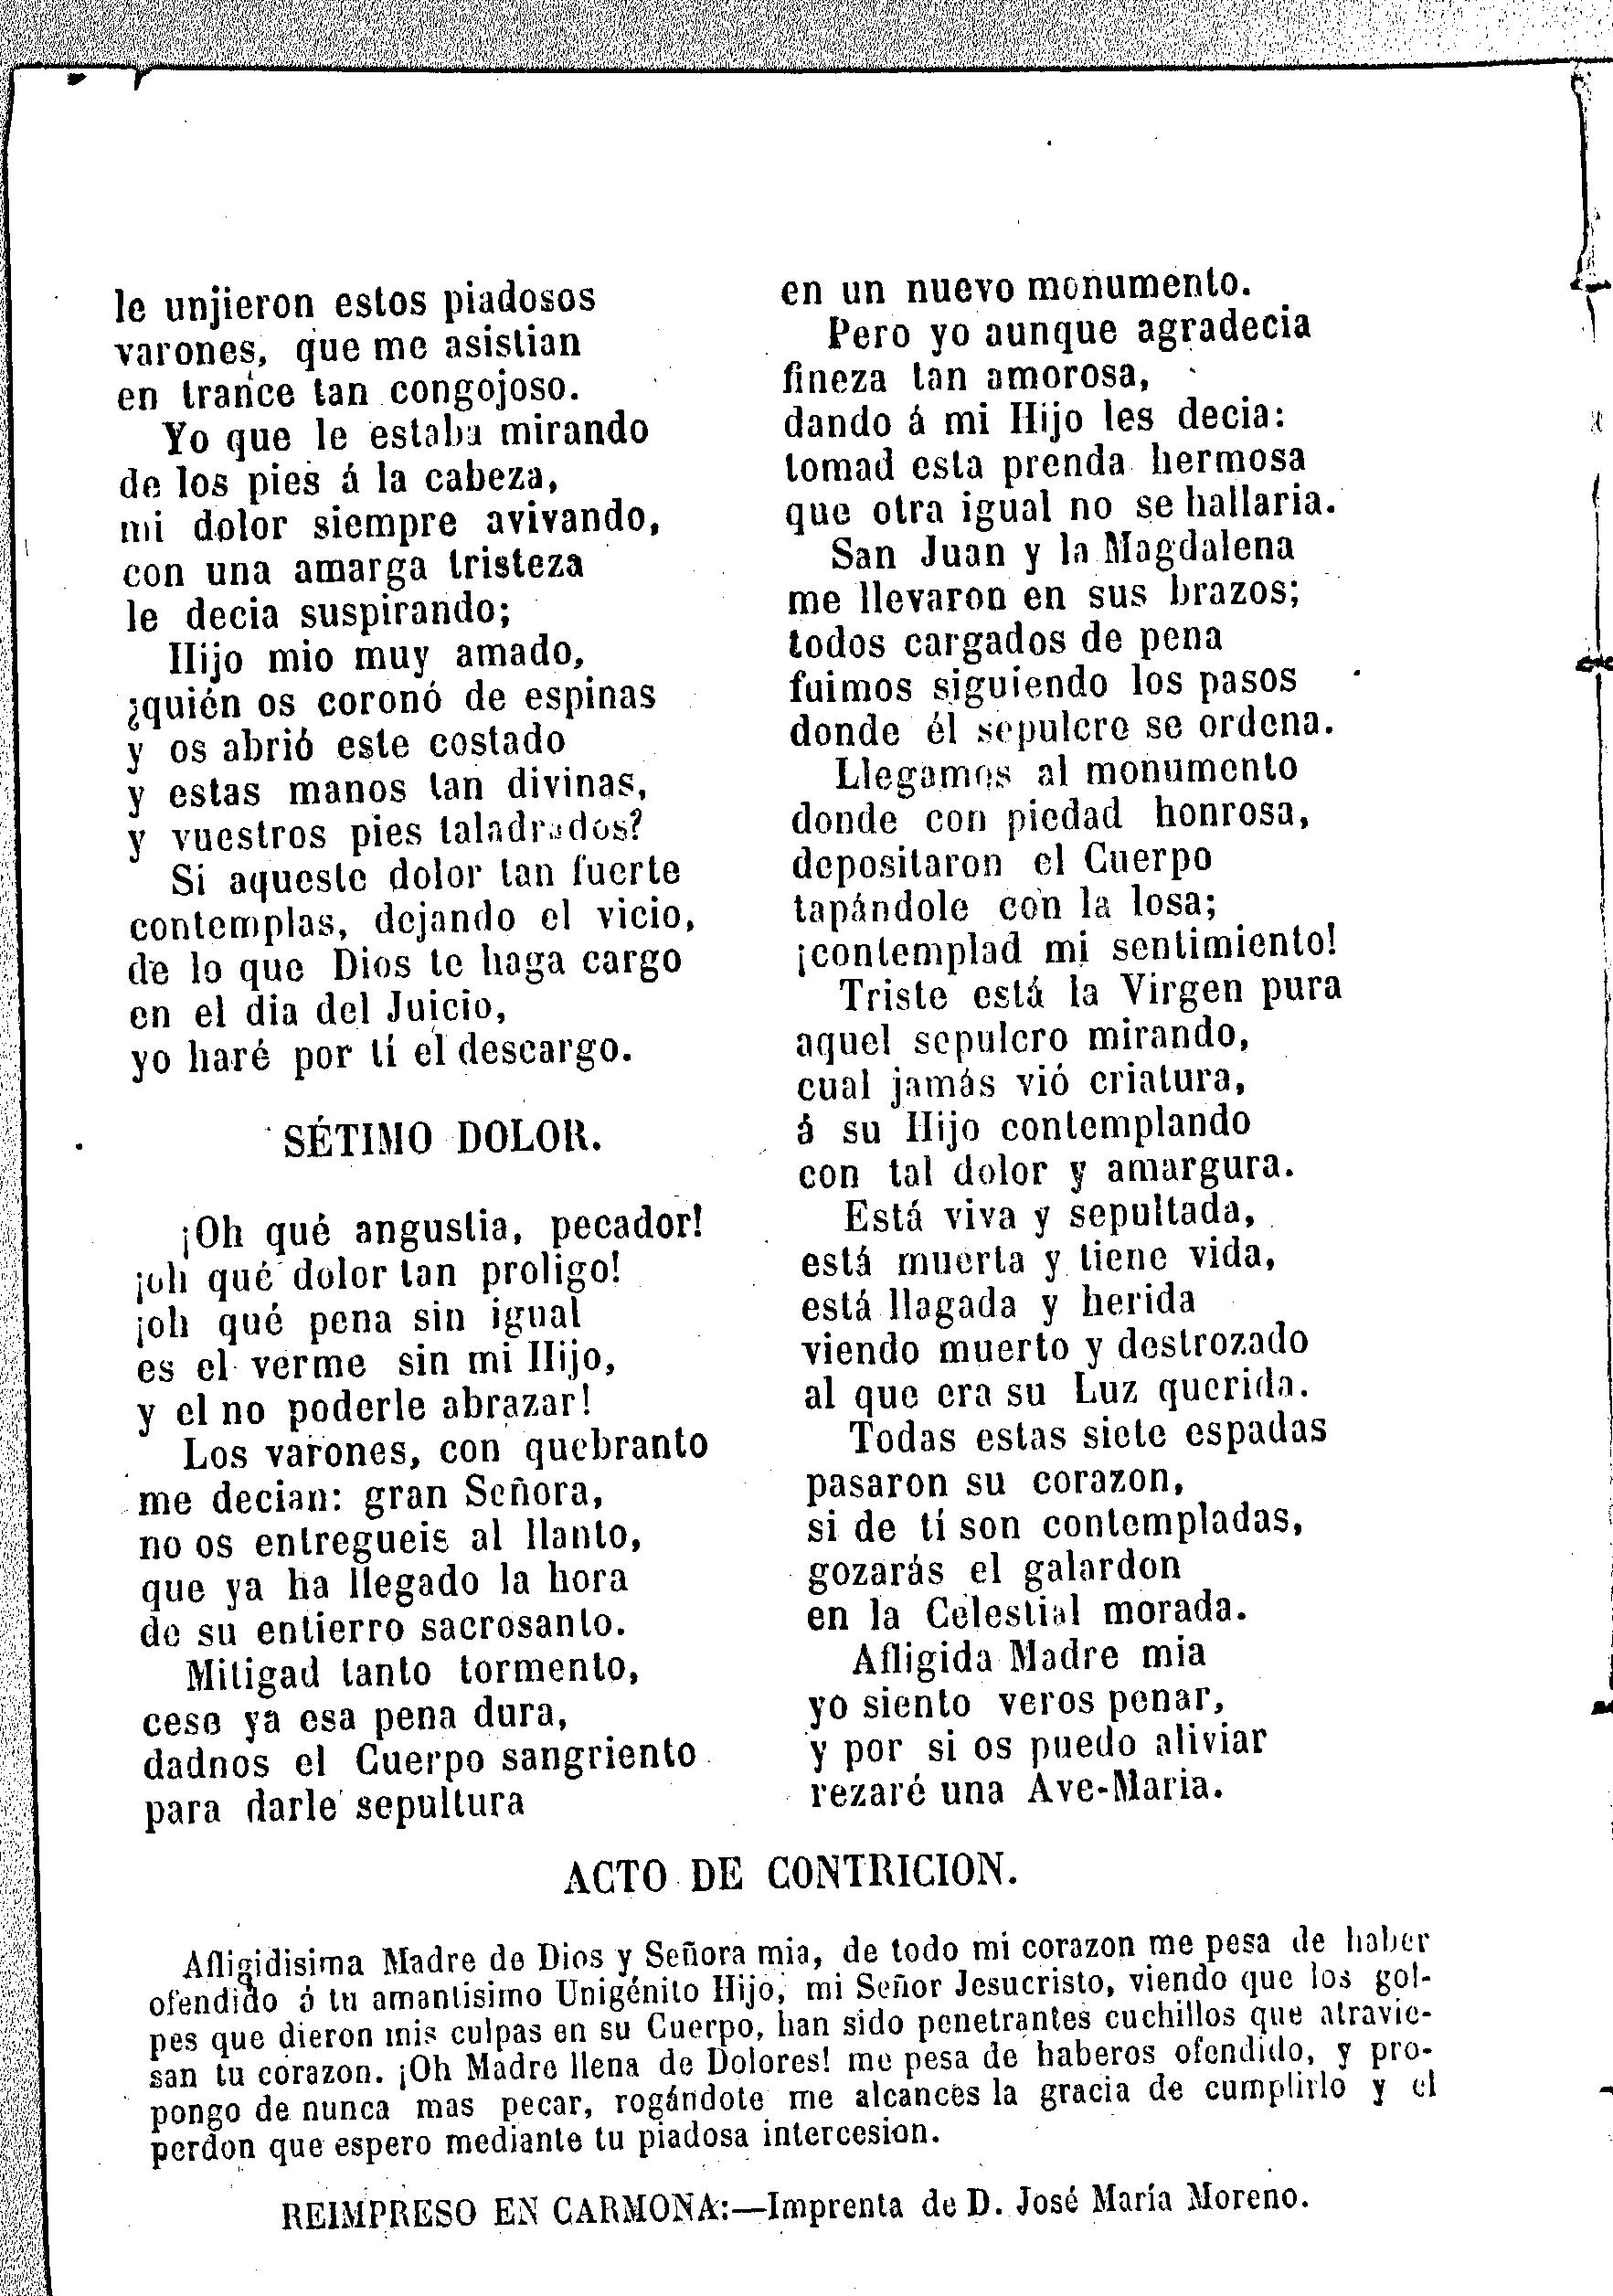 le unjieron estos piadosos
varones, que me asistian
en trance tan congojoso.
Yo que le estaba mirando
de los pies á la cabeza,
mi dolor siempre avivando,
con una amarga tristeza
le decia suspirando;
Hijo mio muy amado,
¿quién os coronó de espinas
y os abrió este costado
y estas manos tan divinas,
y vuestros pies taladrados?
Si aqueste dolor tan fuerte
contemplas, dejando el vicio,
de lo que Dios te haga cargo
en el dia del Juicio,
yo haré por tí el descargo.
SÉTIMO DOLOR.
¡Oh qué angustia, pecador!
¡oh qué dolor tan proligo!
¡oh qué pena sin igual
es el verme sin mi Hijo,
y el no poderle abrazar!
Los varones, con quebranto
me decian: gran Señora,
no os entregueis al llanto,
que ya ha llegado la hora
de su entierro sacrosanto.
Mitigad tanto tormento,
cese ya esa pena dura,
dadnos el Cuerpo sangriento
para darle sepultura
en un nuevo monumento.
Pero yo aunque agradecia
fineza tan amorosa,
dando á mi Hijo les decia:
tomad esta prenda hermosa
que otra igual no se hallaria.
San Juan y la Magdalena
me llevaron en sus brazos;
todos cargados de pena
fuimos siguiendo los pasos
donde él sepulcro se ordena.
Llegamos al monumento
donde con piedad honrosa,
depositaron el Cuerpo
tapándole con la losa;
¡contemplad mi sentimiento!
Triste está la Virgen pura
aquel sepulcro mirando,
cual jamás vió criatura,
á su Hijo contemplando
con tal dolor y amargura.
Está viva y sepultada,
está muerta y tiene vida,
está llagada y herida
viendo muerto y destrozado
al que era su Luz querida.
Todas estas siete espadas
pasaron su corazon,
si de tí son contempladas,
gozarás el galardon
en la Celestial morada.
Afligida Madre mia
yo siento veros penar,
y por si os puedo aliviar
rezaré una Ave-Maria.
ACTO DE CONTRICION.
Afligidisima Madre de Dios y Señora mia, de todo mi corazon me pesa de haber
ofendido á tu amantisimo Unigénito Hijo, mi Señor Jesucristo, viendo que los gol-
pes que dieron mis culpas en su Cuerpo, han sido penetrantes cuchillos que atravie-
san tu corazon. ¡Oh Madre llena de Dolores! me pesa de haberos ofendido, y pro-
pongo de nunca mas pecar, rogándote me alcances la gracia de cumplirlo y el
perdon que espero mediante tu piadosa intercesion.
REIMPRESO EN CARMONA:—Imprenta de D. José María Moreno.